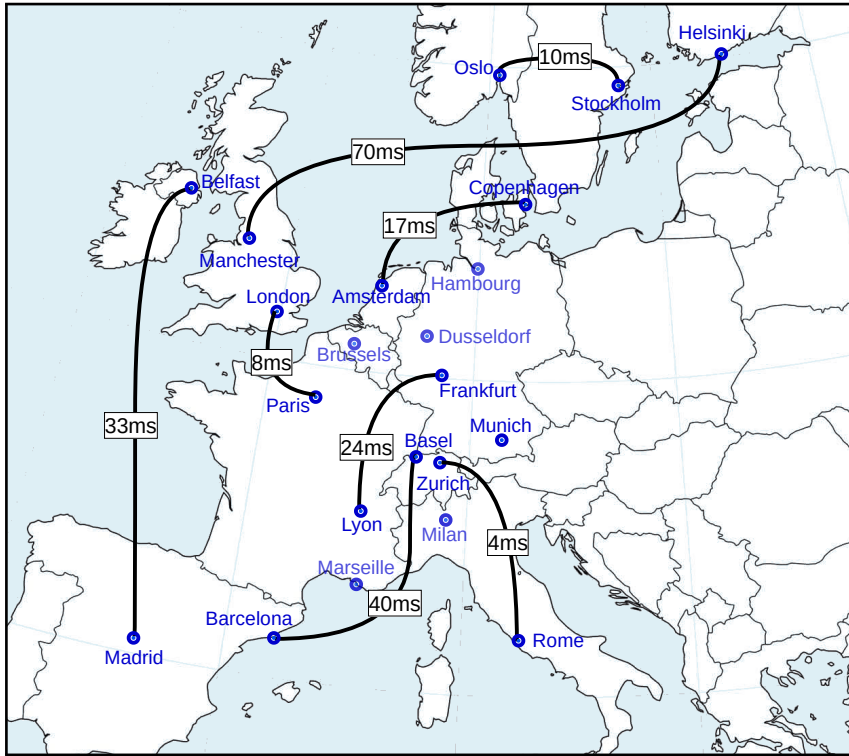 Helsinki
10ms
Oslo
Stockholm
70ms
Belfast
Copenhagen
17ms
Manchester
Hambourg
London
Amsterdam
Dusseldorf
Brussels
8ms
Frankfurt
Paris
33ms
Munich
24ms
Basel
Zurich
Lyon
Milan
4ms
Marseille
40ms
Barcelona
Rome
Madrid